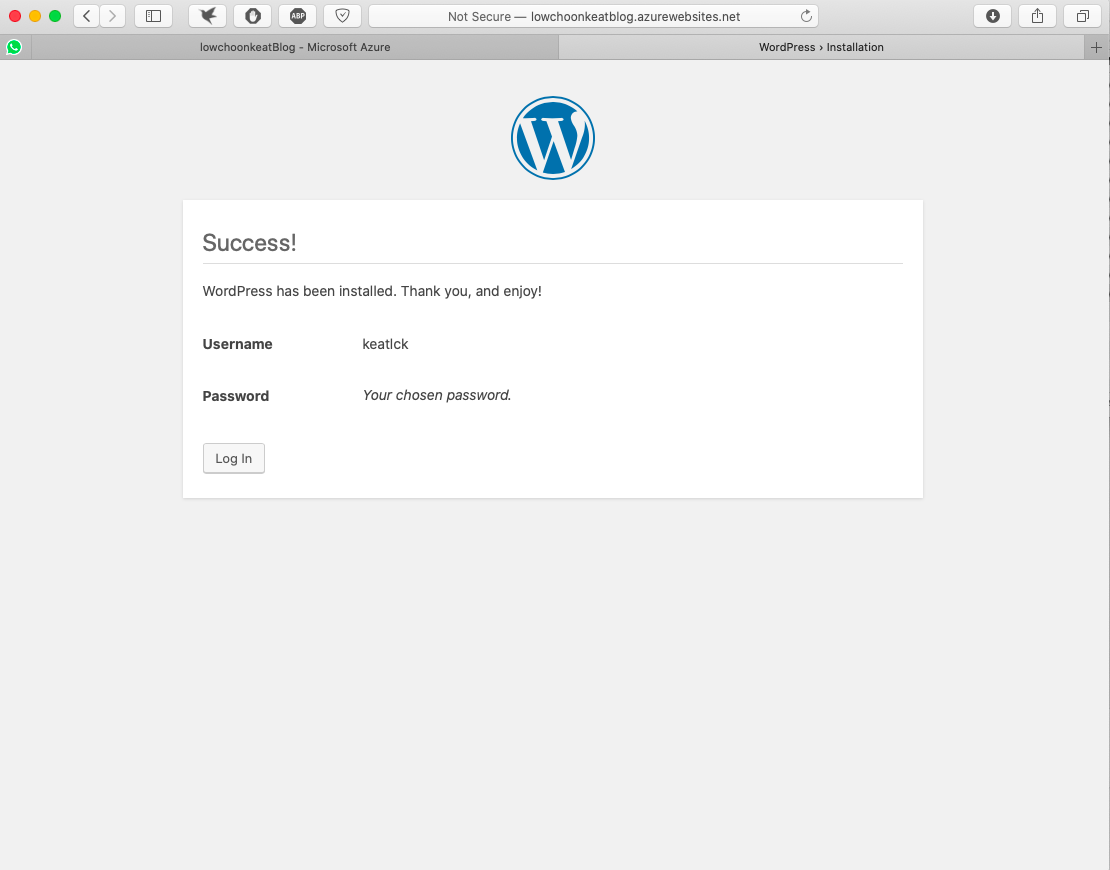 Not Secure — lowchoonkeatblog.azurewebsites.net
ABP
lowchoonkeatBlog - Microsoft Azure
WordPress › Installation
W
Success!
WordPress has been installed. Thank you, and enjoy!
Username keatlck
Password Your chosen password.
Log In